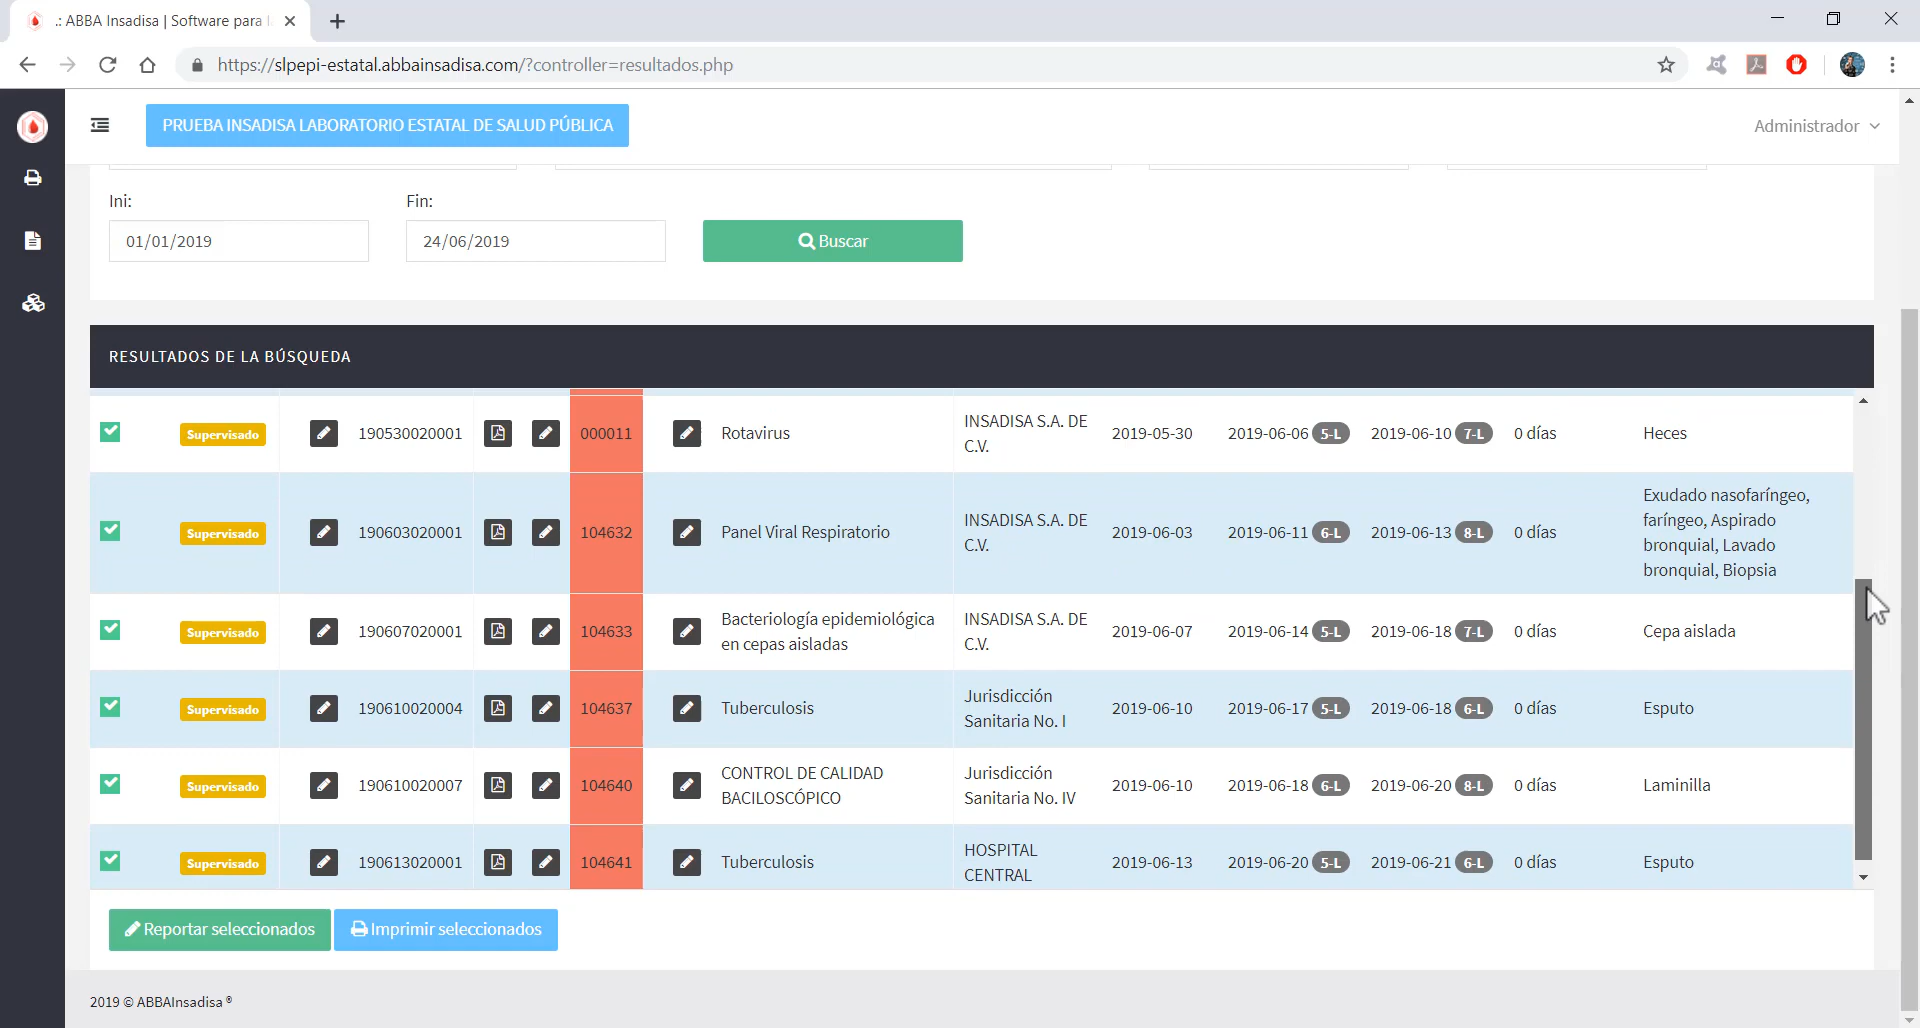 .: ABBA Insadisa | Software para l
https://slpepi-estatal.abbainsadisa.com/?controller=resultados.php
PRUEBA INSADISA LABORATORIO ESTATAL DE SALUD PÚBLICA
Administrador
Ini:
Fin:
01/01/2019
24/06/2019
Buscar
RESULTADOS DE LA BÚSQUEDA
Supervisado 190530020001 000011 Rotavirus INSADISA S.A. DE C.V. 2019-05-30 2019-06-06 5-L 2019-06-10 7-L 0 días Heces
Supervisado 190603020001 104632 Panel Viral Respiratorio INSADISA S.A. DE C.V. 2019-06-03 2019-06-11 6-L 2019-06-13 8-L 0 días Exudado nasofaríngeo, faríngeo, Aspirado bronquial, Lavado bronquial, Biopsia
Supervisado 190607020001 104633 Bacteriología epidemiológica en cepas aisladas INSADISA S.A. DE C.V. 2019-06-07 2019-06-14 5-L 2019-06-18 7-L 0 días Cepa aislada
Supervisado 190610020004 104637 Tuberculosis Jurisdicción Sanitaria No. I 2019-06-10 2019-06-17 5-L 2019-06-18 6-L 0 días Esputo
Supervisado 190610020007 104640 CONTROL DE CALIDAD BACILOSCÓPICO Jurisdicción Sanitaria No. IV 2019-06-10 2019-06-18 6-L 2019-06-20 8-L 0 días Laminilla
Supervisado 190613020001 104641 Tuberculosis HOSPITAL CENTRAL 2019-06-13 2019-06-20 5-L 2019-06-21 6-L 0 días Esputo
Reportar seleccionados
Imprimir seleccionados
2019 © ABBAInsadisa ®